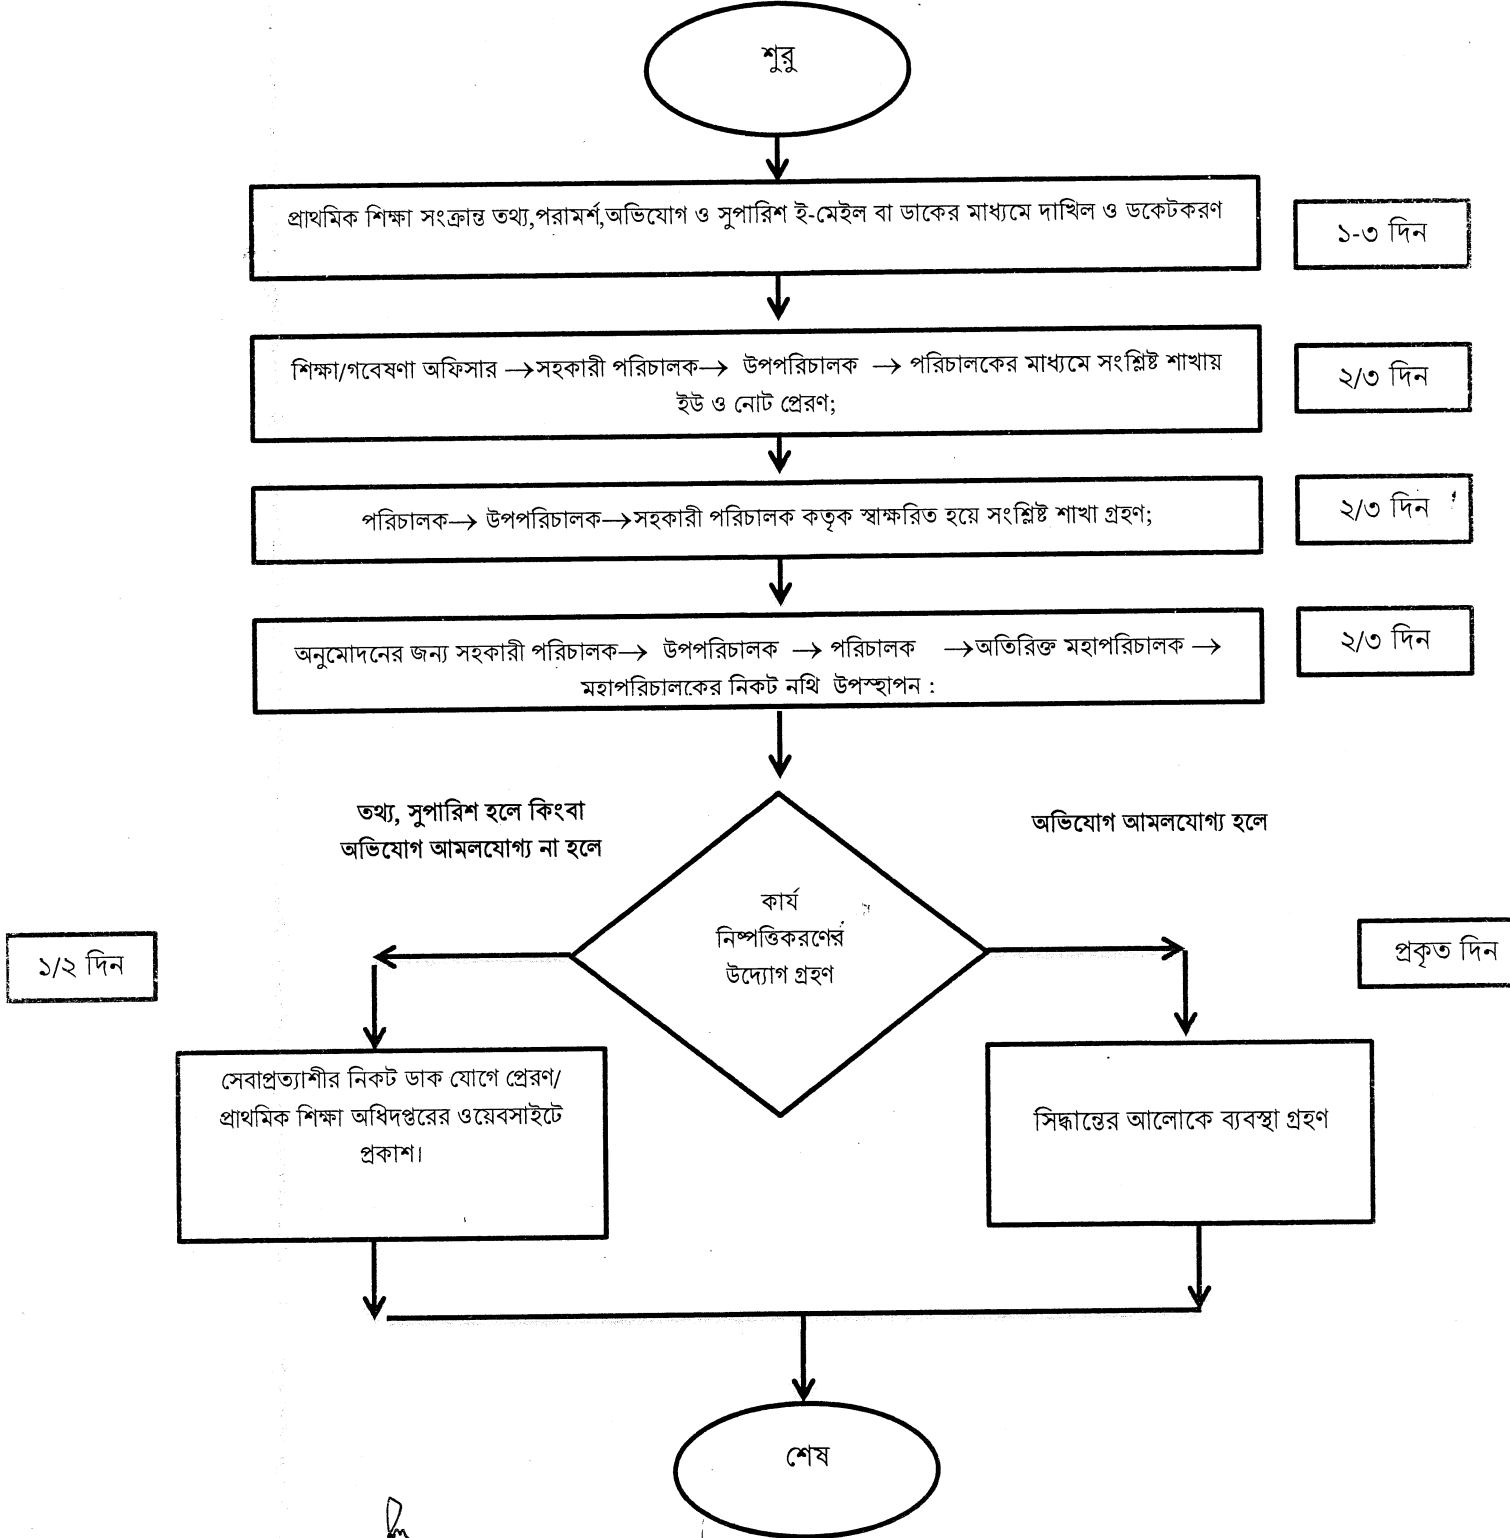 শুরু
প্রাথমিক শিক্ষা সংক্রান্ত তথ্য,পরামর্শ,অভিযোগ ও সুপারিশ ই-মেইল বা ডাকের মাধ্যমে দাখিল ও ডকেটকরণ
১-৩ দিন
শিক্ষা/গবেষণা অফিসার →সহকারী পরিচালক→ উপপরিচালক → পরিচালকের মাধ্যমে সংশ্লিষ্ট শাখায়
ইউ ও নোট প্রেরণ;
২/৩ দিন
পরিচালক→ উপপরিচালক→সহকারী পরিচালক কতৃক স্বাক্ষরিত হয়ে সংশ্লিষ্ট শাখা গ্রহণ;
২/৩ দিন
অনুমোদনের জন্য সহকারী পরিচালক→ উপপরিচালক → পরিচালক →অতিরিক্ত মহাপরিচালক →
মহাপরিচালকের নিকট নথি উপস্হাপন :
২/৩ দিন
তথ্য, সুপারিশ হলে কিংবা
অভিযোগ আমলযোগ্য না হলে
অভিযোগ আমলযোগ্য হলে
কার্য
নিষ্পত্তিকরণের
উদ্যোগ গ্রহণ
১/২ দিন
প্রকৃত দিন
সেবাপ্রত্যাশীর নিকট ডাক যোগে প্রেরণ/
প্রাথমিক শিক্ষা অধিদপ্তরের ওয়েবসাইটে
প্রকাশ।
সিদ্ধান্তের আলোকে ব্যবস্থা গ্রহণ
শেষ